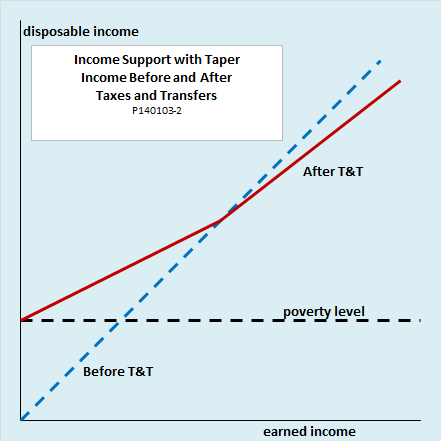 disposable income
Income Support with Taper
Income Before and After
Taxes and Transfers
P140103-2
After T&T
poverty level
Before T&T
earned income